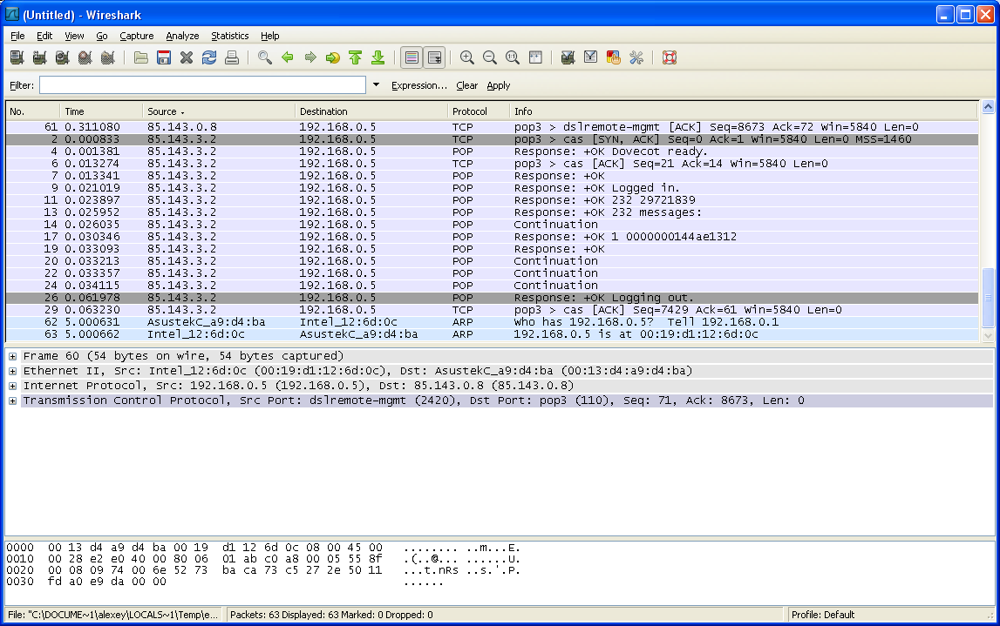 (Untitled) - Wireshark
File Edit View Go Capture Analyze Statistics Help
Filter: Expression... Clear Apply
No. Time Source Destination Protocol Info
61 0.311080 85.143.0.8 192.168.0.5 TCP pop3 > dslremote-mgmt [ACK] Seq=8673 Ack=72 Win=5840 Len=0
2 0.000833 85.143.3.2 192.168.0.5 TCP pop3 > cas [SYN, ACK] Seq=0 Ack=1 Win=5840 Len=0 MSS=1460
4 0.001381 85.143.3.2 192.168.0.5 POP Response: +OK Dovecot ready.
6 0.013274 85.143.3.2 192.168.0.5 TCP pop3 > cas [ACK] Seq=21 Ack=14 Win=5840 Len=0
7 0.013341 85.143.3.2 192.168.0.5 POP Response: +OK
9 0.021019 85.143.3.2 192.168.0.5 POP Response: +OK Logged in.
11 0.023897 85.143.3.2 192.168.0.5 POP Response: +OK 232 29721839
13 0.025952 85.143.3.2 192.168.0.5 POP Response: +OK 232 messages:
14 0.026035 85.143.3.2 192.168.0.5 POP Continuation
17 0.030346 85.143.3.2 192.168.0.5 POP Response: +OK 1 0000000144ae1312
19 0.033093 85.143.3.2 192.168.0.5 POP Response: +OK
20 0.033213 85.143.3.2 192.168.0.5 POP Continuation
22 0.033357 85.143.3.2 192.168.0.5 POP Continuation
24 0.034115 85.143.3.2 192.168.0.5 POP Continuation
26 0.061978 85.143.3.2 192.168.0.5 POP Response: +OK Logging out.
29 0.063230 85.143.3.2 192.168.0.5 TCP pop3 > cas [ACK] Seq=7429 Ack=61 Win=5840 Len=0
62 5.000631 AsustekC_a9:d4:ba Intel_12:6d:0c ARP Who has 192.168.0.5? Tell 192.168.0.1
63 5.000662 Intel_12:6d:0c AsustekC_a9:d4:ba ARP 192.168.0.5 is at 00:19:d1:12:6d:0c
Frame 60 (54 bytes on wire, 54 bytes captured)
Ethernet II, Src: Intel_12:6d:0c (00:19:d1:12:6d:0c), Dst: AsustekC_a9:d4:ba (00:13:d4:a9:d4:ba)
Internet Protocol, Src: 192.168.0.5 (192.168.0.5), Dst: 85.143.0.8 (85.143.0.8)
Transmission Control Protocol, Src Port: dslremote-mgmt (2420), Dst Port: pop3 (110), Seq: 71, Ack: 8673, Len: 0
0000 00 13 d4 a9 d4 ba 00 19 d1 12 6d 0c 08 00 45 00 ........ ..m...E.
0010 00 28 e2 e0 40 00 80 06 01 ab c0 a8 00 05 55 8f .(..@... ......U.
0020 00 08 09 74 00 6e 52 73 ba ca 73 c5 27 2e 50 11 ...t.nRs ..s.'.P.
0030 fd a0 e9 da 00 00 ......
File: "C:\DOCUME~1\alexey\LOCALS~1\Temp\e... Packets: 63 Displayed: 63 Marked: 0 Dropped: 0 Profile: Default